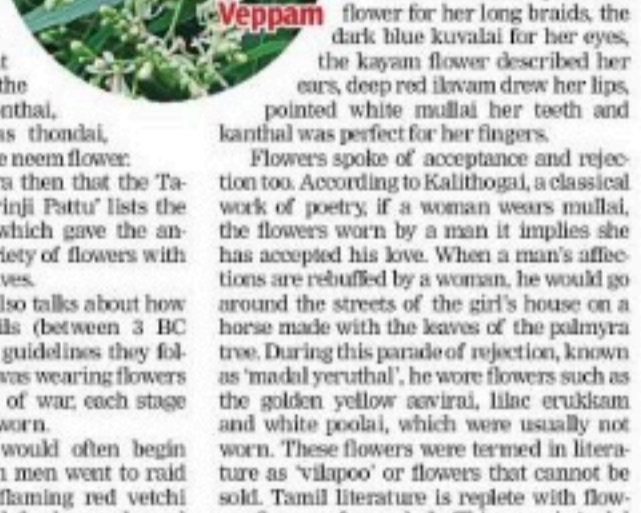 t
the
onthai,
as thondai,
e neem flower.
a then that the Ta-
rinji Pattu' lists the
which gave the an-
iety of flowers with
ves.
lso talks about how
ils (between 3 BC
guidelines they fol-
was wearing flowers
of war, each stage
worn.
would often begin
n men went to raid
flaming red vetchi
Veppam
flower for her long braids, the
dark blue kuvalai for her eyes,
the kayam flower described her
ears, deep red ilavam drew her lips,
pointed white mullai her teeth and
kanthal was perfect for her fingers.
Flowers spoke of acceptance and rejec-
tion too. According to Kalithogai, a classical
work of poetry, if a woman wears mullai,
the flowers worn by a man it implies she
has accepted his love. When a man's affec-
tions are rebuffed by a woman, he would go
around the streets of the girl's house on a
horse made with the leaves of the palmyra
tree. During this parade of rejection, known
as 'madal yeruthal', he wore flowers such as
the golden yellow aavirai, lilac erukkam
and white poolai, which were usually not
worn. These flowers were termed in litera-
ture as 'vilapoo' or flowers that cannot be
sold. Tamil literature is replete with flow-